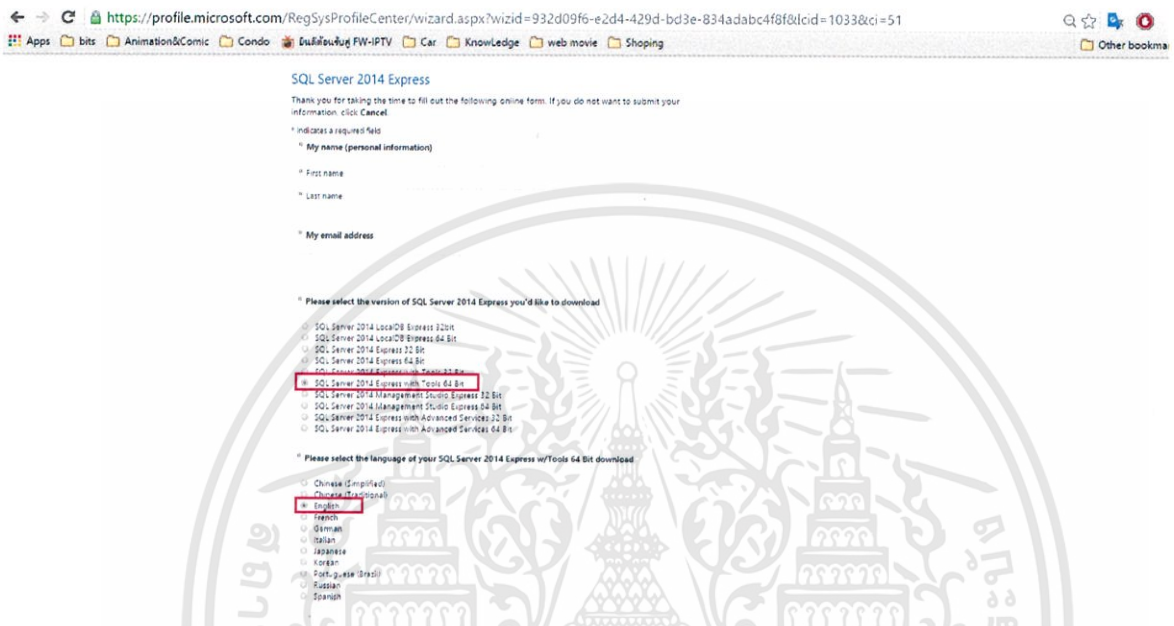 https://profile.microsoft.com/RegSysProfileCenter/wizard.aspx?wizid=932d09f6-e2d4-429d-bd3e-834adabc4f8f&lcid=1033&ci=51
Apps bits Animation&Comic Condo FW-IPTV Car KnowLedge web movie Shoping
Other bookma
SQL Server 2014 Express
Thank you for taking the time to fill out the following online form. If you do not want to submit your
information, click Cancel
* Indicates a required field
* My name (personal information)
* First name
* Last name
* My email address
* Please select the version of SQL Server 2014 Express you'd like to download
SQL Server 2014 LocalDB Express 32bit
SQL Server 2014 LocalDB Express 64 Bit
SQL Server 2014 Express 32 Bit
SQL Server 2014 Express 64 Bit
SQL Server 2014 Express with Tools 32 Bit
SQL Server 2014 Express with Tools 64 Bit
SQL Server 2014 Management Studio Express 32 Bit
SQL Server 2014 Management Studio Express 64 Bit
SQL Server 2014 Express with Advanced Services 32 Bit
SQL Server 2014 Express with Advanced Services 64 Bit
* Please select the language of your SQL Server 2014 Express w/Tools 64 Bit download
Chinese (Simplified)
Chinese (Traditional)
English
French
German
Italian
Japanese
Korean
Portuguese (Brazil)
Russian
Spanish